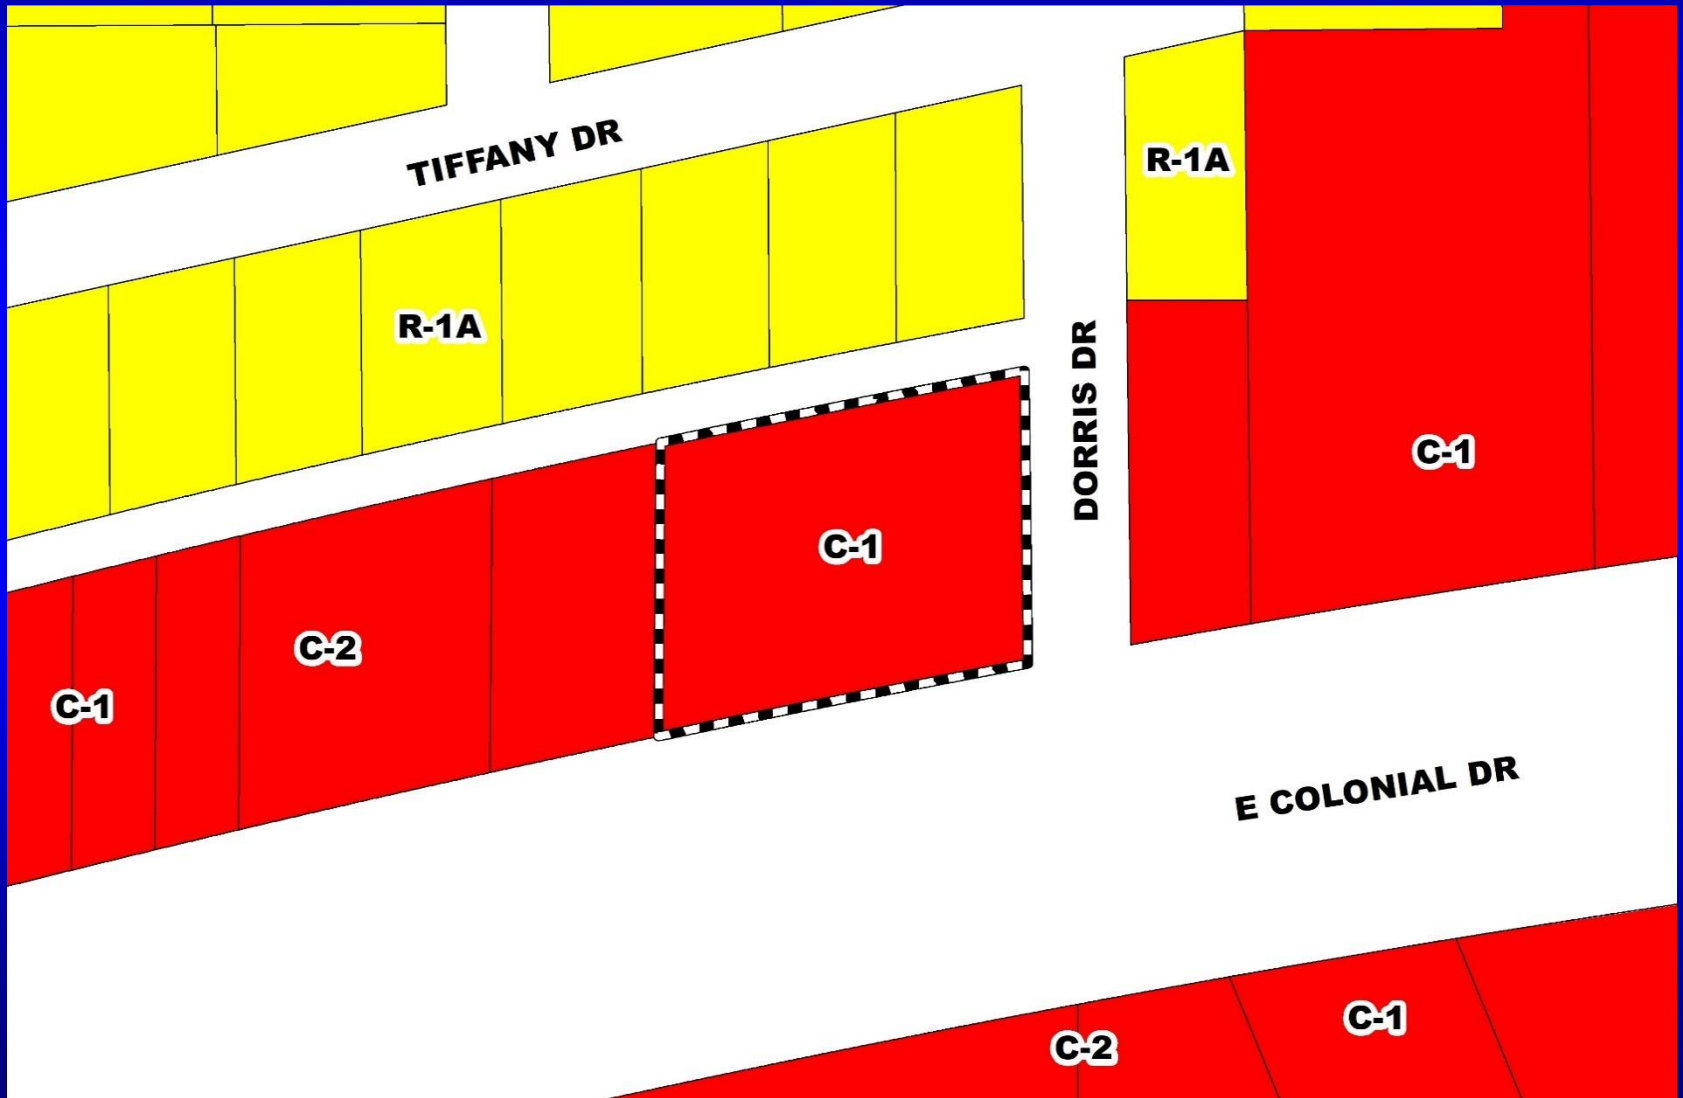 TIFFANY DR
R-1A
R-1A
DORRIS DR
C-1
C-1
C-2
C-1
E COLONIAL DR
C-1
C-2